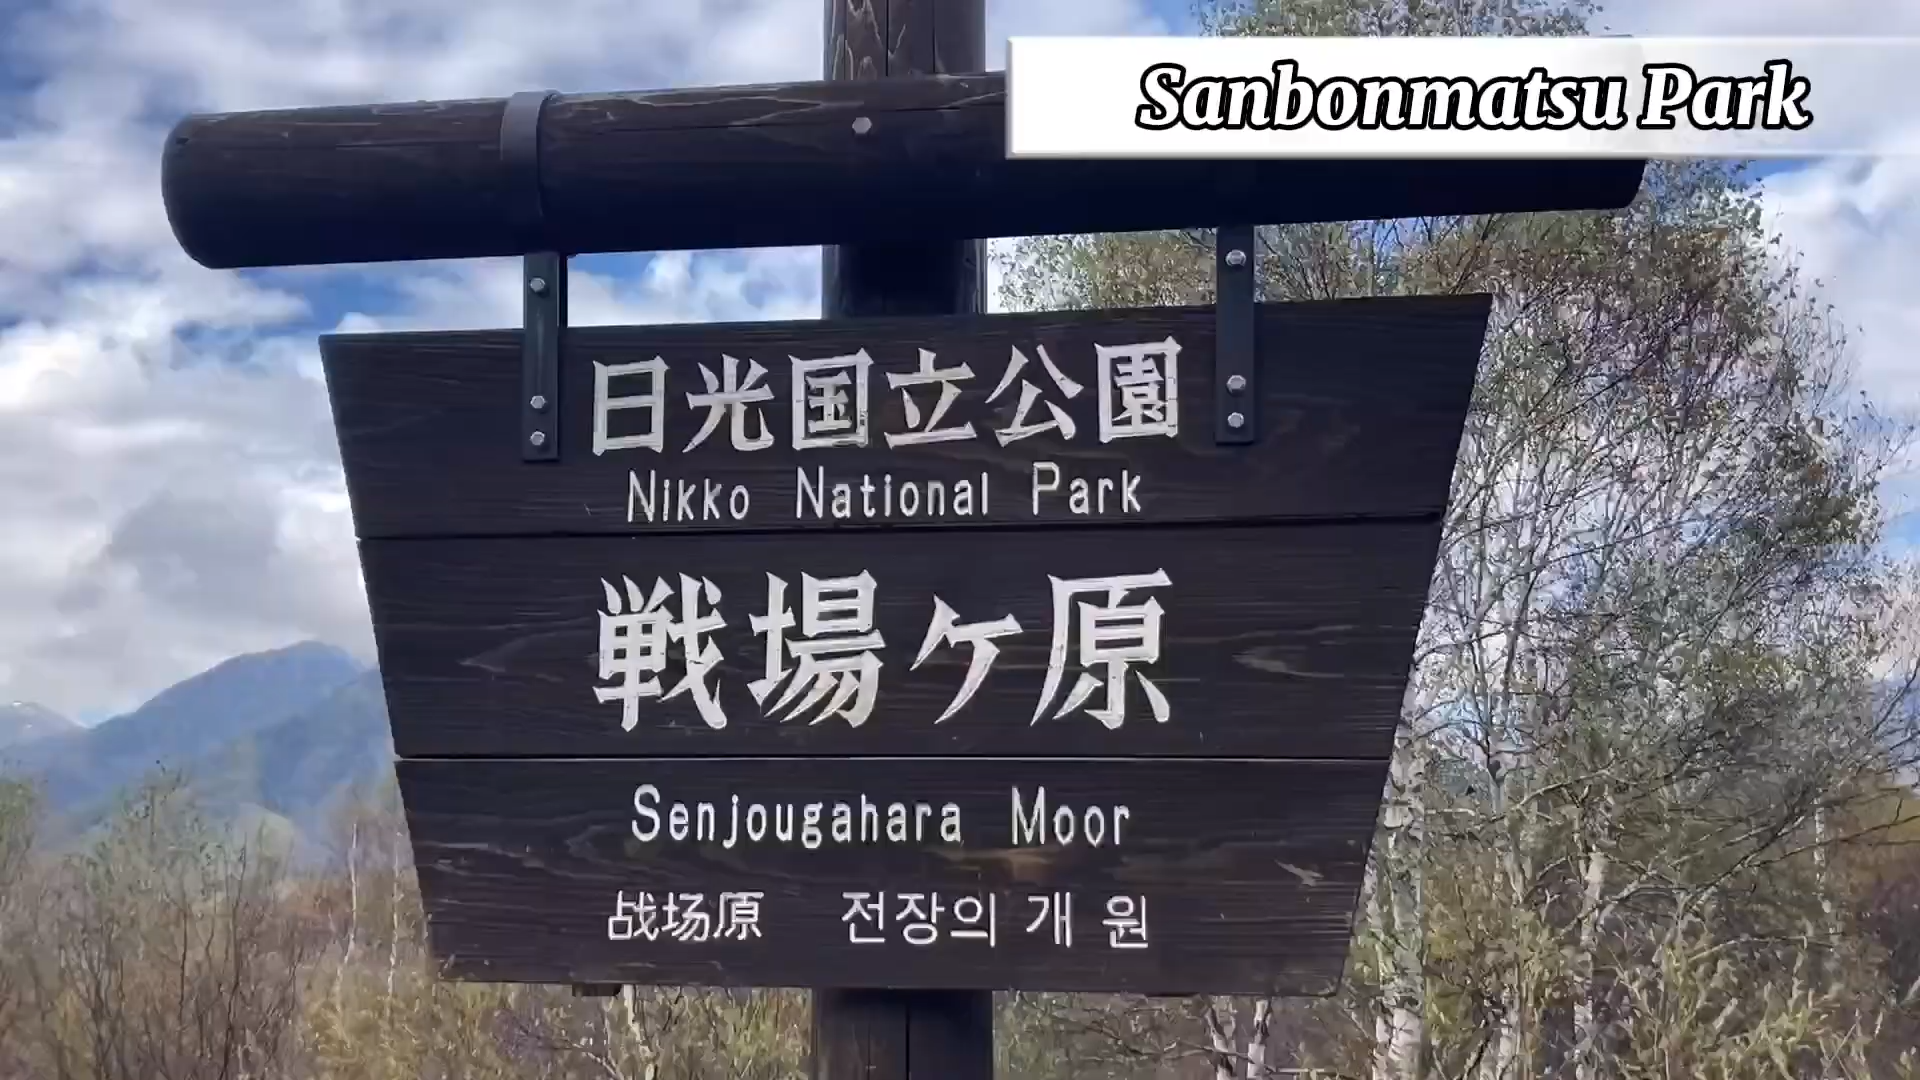 Sanbonmatsu Park
日光国立公園
Nikko National Park
戦場ヶ原
Senjougahara Moor
战场原 전장의 개 원